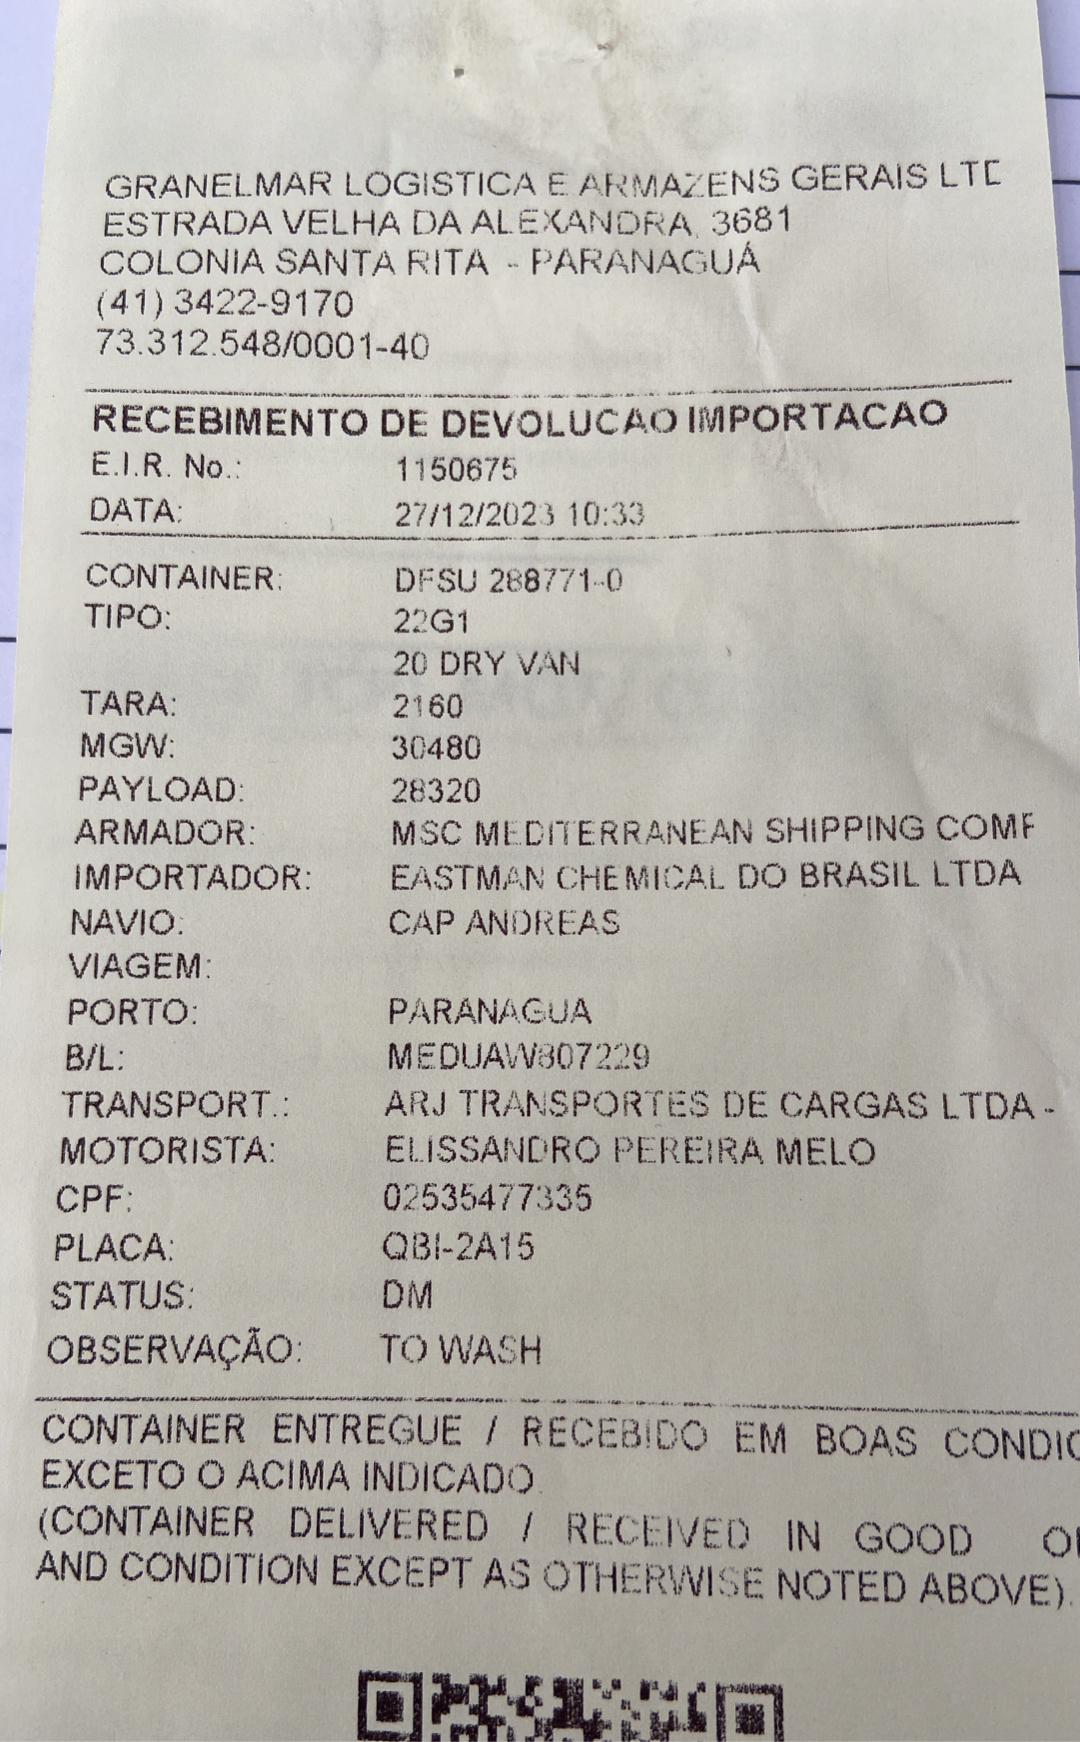 GRANELMAR LOGISTICA E ARMAZENS GERAIS LTD
ESTRADA VELHA DA ALEXANDRA, 3681
COLONIA SANTA RITA - PARANAGUÁ
(41) 3422-9170
73.312.548/0001-40
RECEBIMENTO DE DEVOLUCAO IMPORTACAO
E.I.R. No.: 1150675
DATA: 27/12/2023 10:33
CONTAINER: DFSU 288771-0
TIPO: 22G1
20 DRY VAN
TARA: 2160
MGW: 30480
PAYLOAD: 28320
ARMADOR: MSC MEDITERRANEAN SHIPPING COMP
IMPORTADOR: EASTMAN CHEMICAL DO BRASIL LTDA
NAVIO: CAP ANDREAS
VIAGEM:
PORTO: PARANAGUA
B/L: MEDUAW807229
TRANSPORT.: ARJ TRANSPORTES DE CARGAS LTDA -
MOTORISTA: ELISSANDRO PEREIRA MELO
CPF: 02535477335
PLACA: QBI-2A15
STATUS: DM
OBSERVAÇÃO: TO WASH
CONTAINER ENTREGUE / RECEBIDO EM BOAS CONDIC
EXCETO O ACIMA INDICADO.
(CONTAINER DELIVERED / RECEIVED IN GOOD
AND CONDITION EXCEPT AS OTHERWISE NOTED ABOVE).